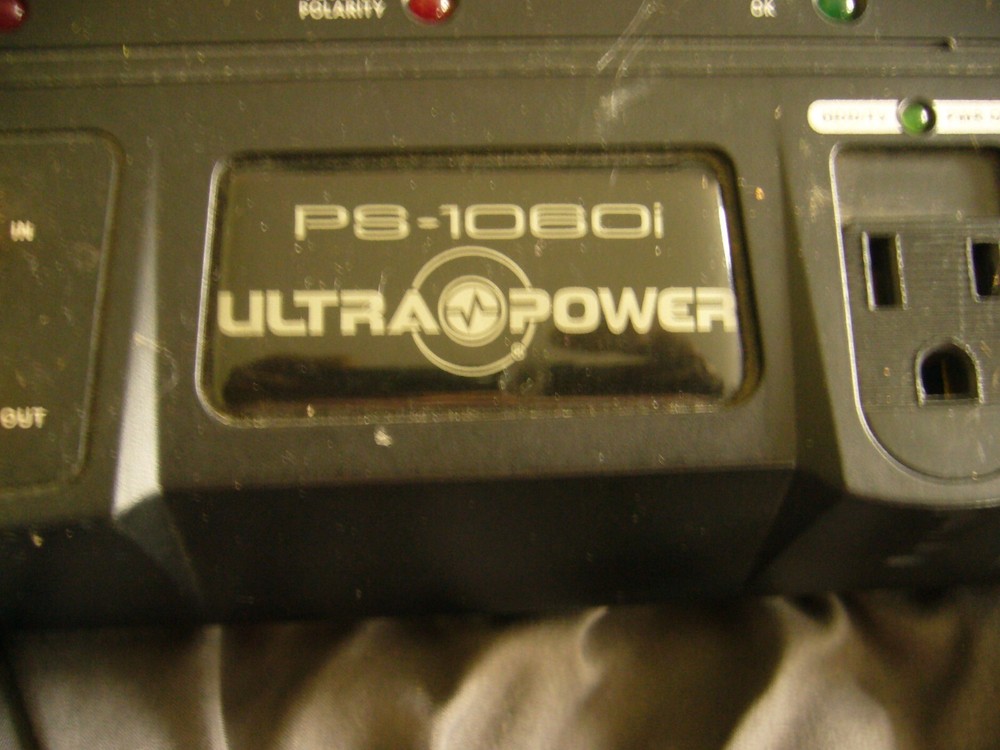 POLARITY
OK
IN
OUT
PS-1060i
ULTRA POWER